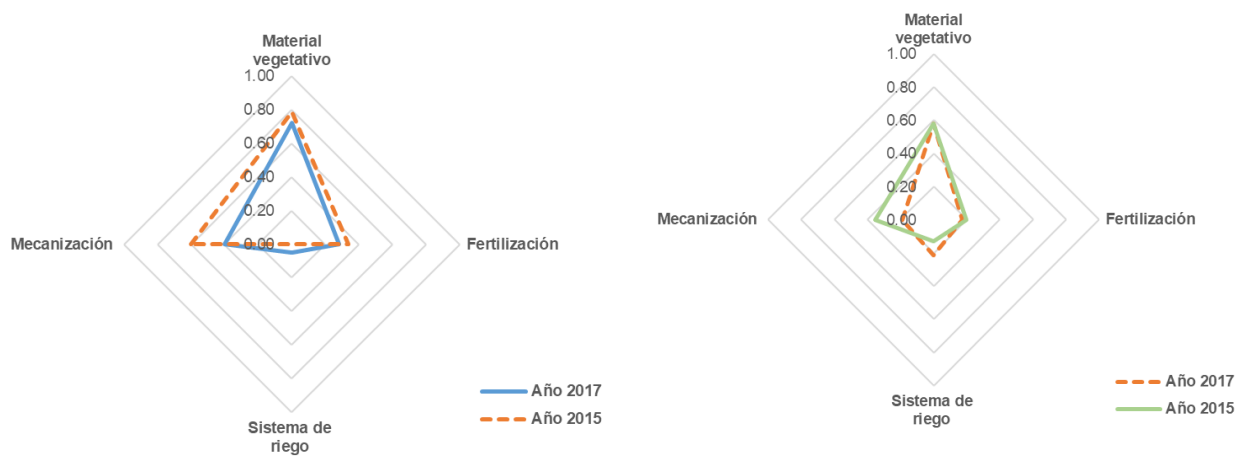 Material
vegetativo
1.00
0.80
0.60
0.40
0.20
0.00
Mecanización
Fertilización
Sistema de
riego
Año 2017
Año 2015
Material
vegetativo
1.00
0.80
0.60
0.40
0.20
0.00
Mecanización
Fertilización
Sistema de
riego
Año 2017
Año 2015